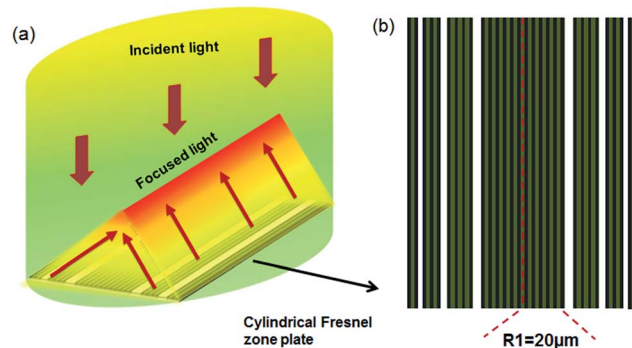 (a)
Incident light
Focused light
Cylindrical Fresnel
zone plate
(b)
R1=20μm